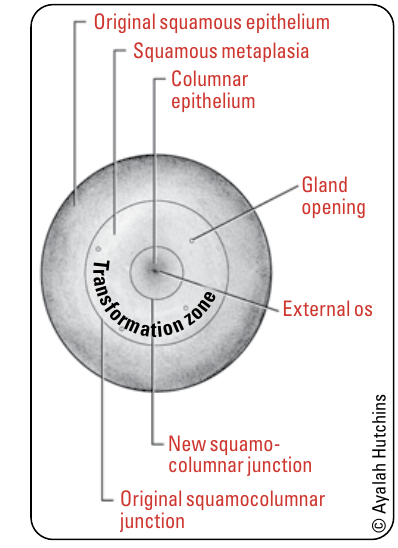 Original squamous epithelium
Squamous metaplasia
Columnar
epithelium
Gland
opening
Transformation zone
External os
New squamo-
columnar junction
Original squamocolumnar
junction
© Ayalah Hutchins